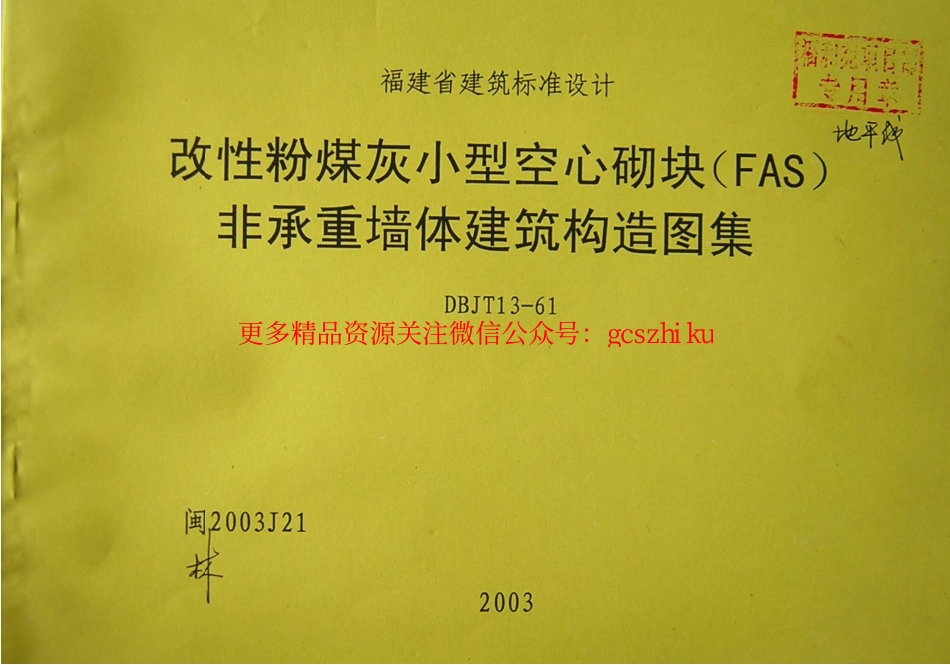 福建省建筑标准设计
专用章
地平线
改性粉煤灰小型空心砌块(FAS)
非承重墙体建筑构造图集
DBJT13-61
更多精品资源关注微信公众号：gcszhiku
闽2003J21
林
2003